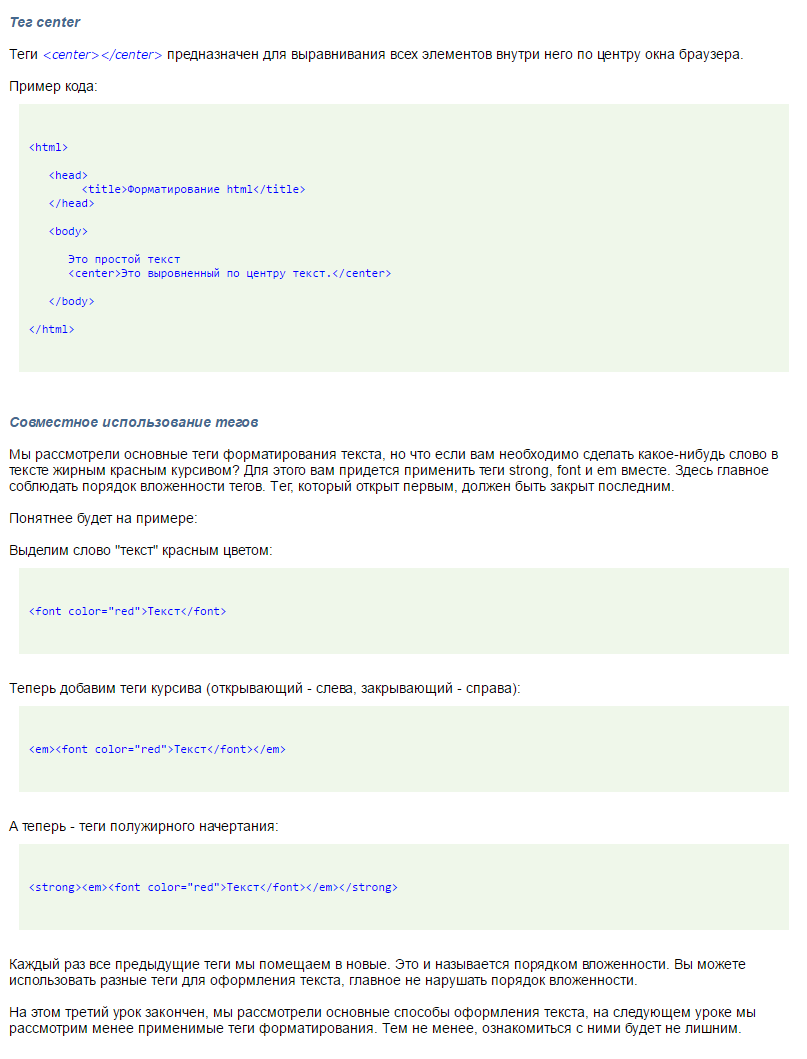 Тег center
Теги <center></center> предназначен для выравнивания всех элементов внутри него по центру окна браузера.
Пример кода:
<html>
<head>
<title>Форматирование html</title>
</head>
<body>
Это простой текст
<center>Это выровненный по центру текст.</center>
</body>
</html>
Совместное использование тегов
Мы рассмотрели основные теги форматирования текста, но что если вам необходимо сделать какое-нибудь слово в
тексте жирным красным курсивом? Для этого вам придется применить теги strong, font и em вместе. Здесь главное
соблюдать порядок вложенности тегов. Тег, который открыт первым, должен быть закрыт последним.
Понятнее будет на примере:
Выделим слово "текст" красным цветом:
<font color="red">Текст</font>
Теперь добавим теги курсива (открывающий - слева, закрывающий - справа):
<em><font color="red">Текст</font></em>
А теперь - теги полужирного начертания:
<strong><em><font color="red">Текст</font></em></strong>
Каждый раз все предыдущие теги мы помещаем в новые. Это и называется порядком вложенности. Вы можете
использовать разные теги для оформления текста, главное не нарушать порядок вложенности.
На этом третий урок закончен, мы рассмотрели основные способы оформления текста, на следующем уроке мы
рассмотрим менее применимые теги форматирования. Тем не менее, ознакомиться с ними будет не лишним.